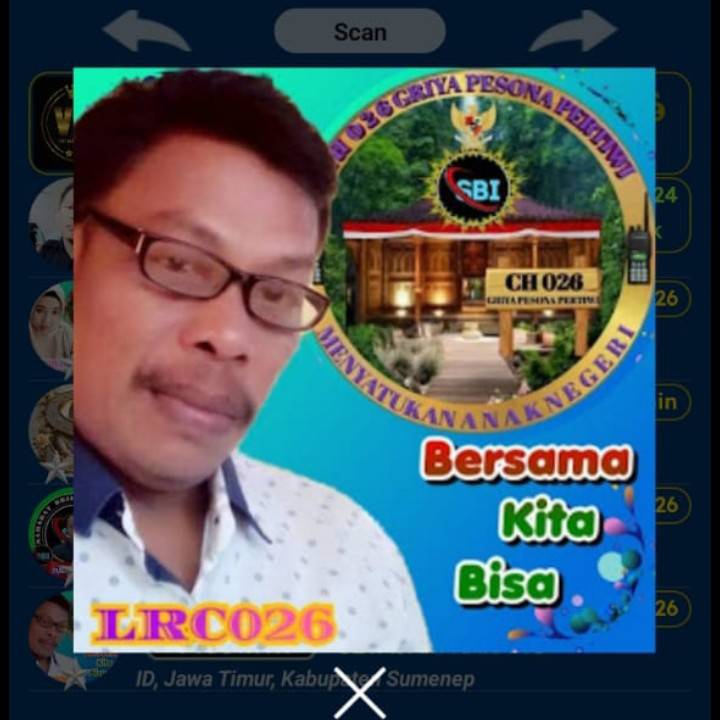 Scan
026 GRIYA PESONA PERTIWI
SBI
CH 026
GRIYA PESONA PERTIWI
MENYATUKAN ANAK NEGERI
Bersama
Kita
Bisa
LRC026
24
k
26
in
26
26
ID, Jawa Timur, Kabupaten Sumenep